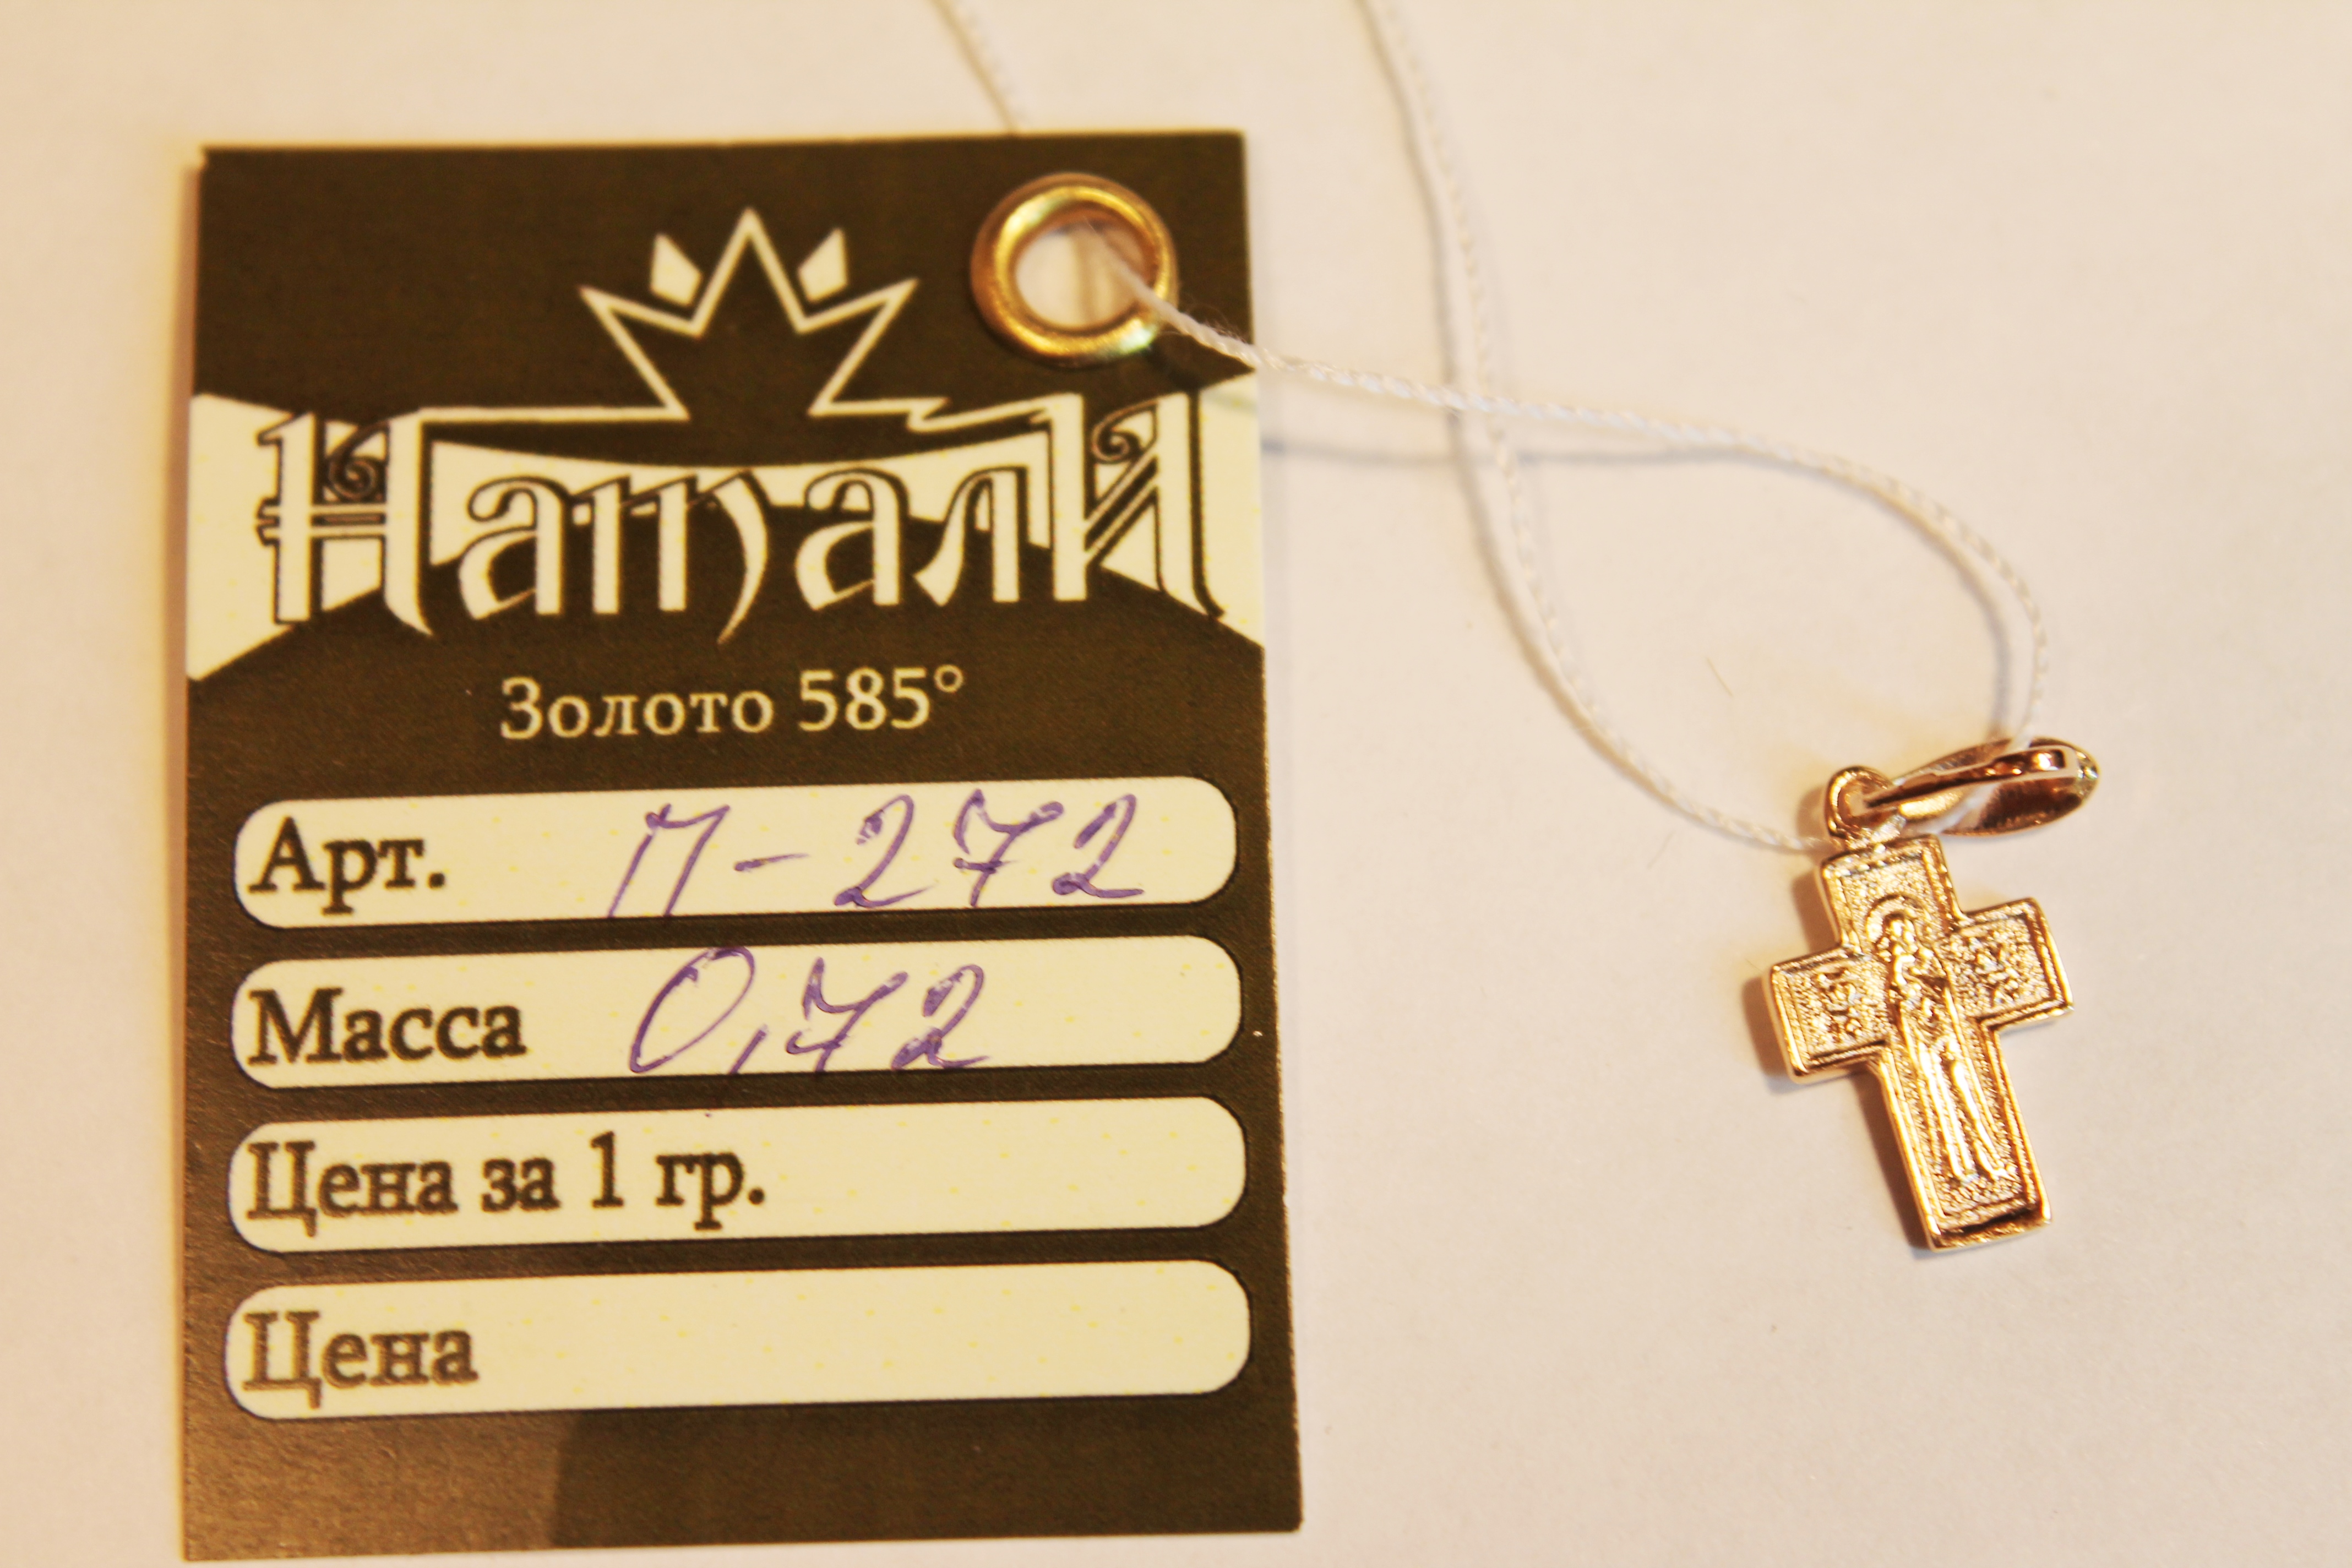 Натали
Золото 585°
Арт. П-272
Масса 0,72
Цена за 1 гр.
Цена